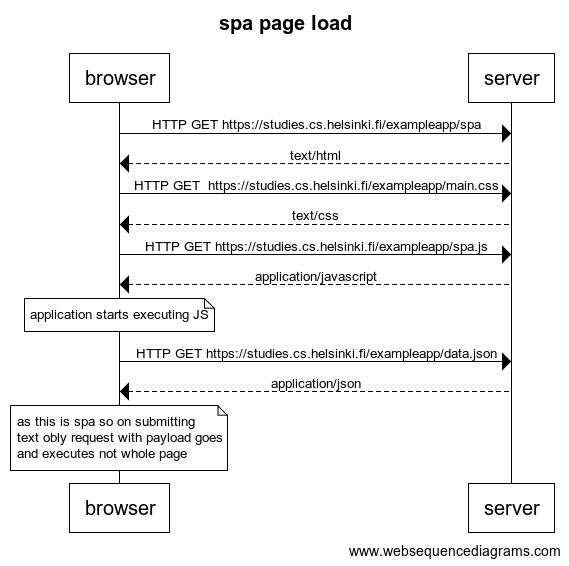 spa page load
browser
server
HTTP GET https://studies.cs.helsinki.fi/exampleapp/spa
text/html
HTTP GET  https://studies.cs.helsinki.fi/exampleapp/main.css
text/css
HTTP GET https://studies.cs.helsinki.fi/exampleapp/spa.js
application/javascript
application starts executing JS
HTTP GET https://studies.cs.helsinki.fi/exampleapp/data.json
application/json
as this is spa so on submitting
text obly request with payload goes
and executes not whole page
browser
server
www.websequencediagrams.com